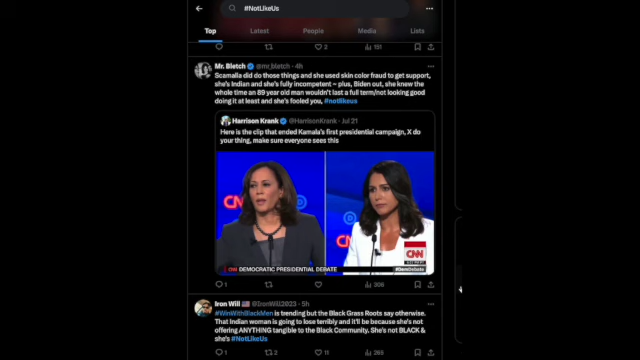 #NotLikeUs
Top Latest People Media Lists
2 151
Mr. Bletch @mr_bletch · 4h
Scamalla did do those things and she used skin color fraud to get support,
she's Indian and she's fully incompetent ~ plus, Biden out, she knew the
whole time an 89 year old man wouldn't last a full term/not looking good
doing it at least and she's fooled you, #notlikeus
Harrison Krank @HarrisonKrank · Jul 21
Here is the clip that ended Kamala's first presidential campaign, X do
your thing, make sure everyone sees this
CNN
CNN
CNN DEMOCRATIC PRESIDENTIAL DEBATE
#DemDebate
1 306
Iron Will @IronWill2023 · 5h
#WinWithBlackMen is trending but the Black Grass Roots say otherwise.
That Indian woman is going to lose terribly and it'll be because she's not
offering ANYTHING tangible to the Black Community. She's not BLACK &
she's #NotLikeUs
1 2 11 265